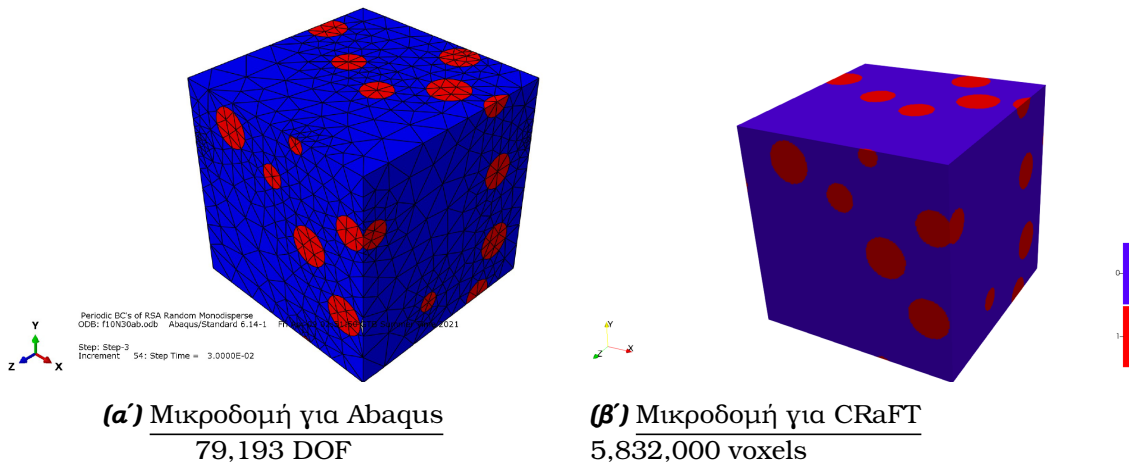 Periodic BC's of RSA Random Monodisperse
ODB: f10N30ab.odb Abaqus/Standard 6.14-1 2021
Step: Step-3
Increment 54: Step Time = 3.0000E-02
Y
Z X
Y
Z X
0
1
(α΄) Μικροδομή για Abaqus
79,193 DOF
(β΄) Μικροδομή για CRaFT
5,832,000 voxels